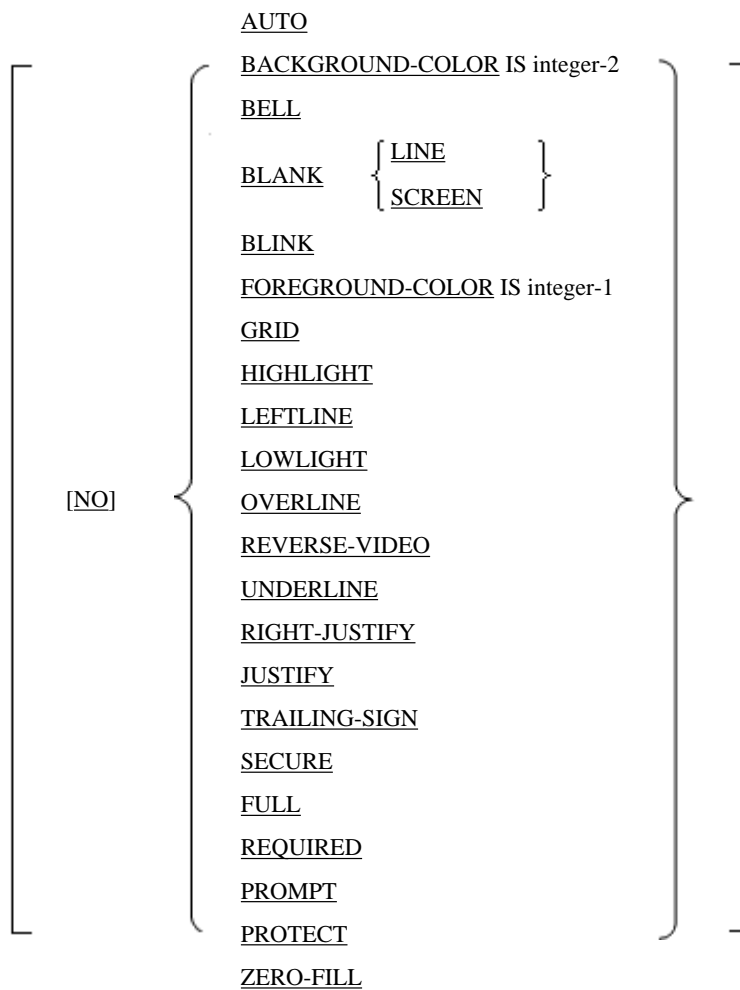 AUTO
BACKGROUND-COLOR IS integer-2
BELL
LINE
BLANK
SCREEN
BLINK
FOREGROUND-COLOR IS integer-1
GRID
HIGHLIGHT
LEFTLINE
LOWLIGHT
[NO] OVERLINE
REVERSE-VIDEO
UNDERLINE
RIGHT-JUSTIFY
JUSTIFY
TRAILING-SIGN
SECURE
FULL
REQUIRED
PROMPT
PROTECT
ZERO-FILL